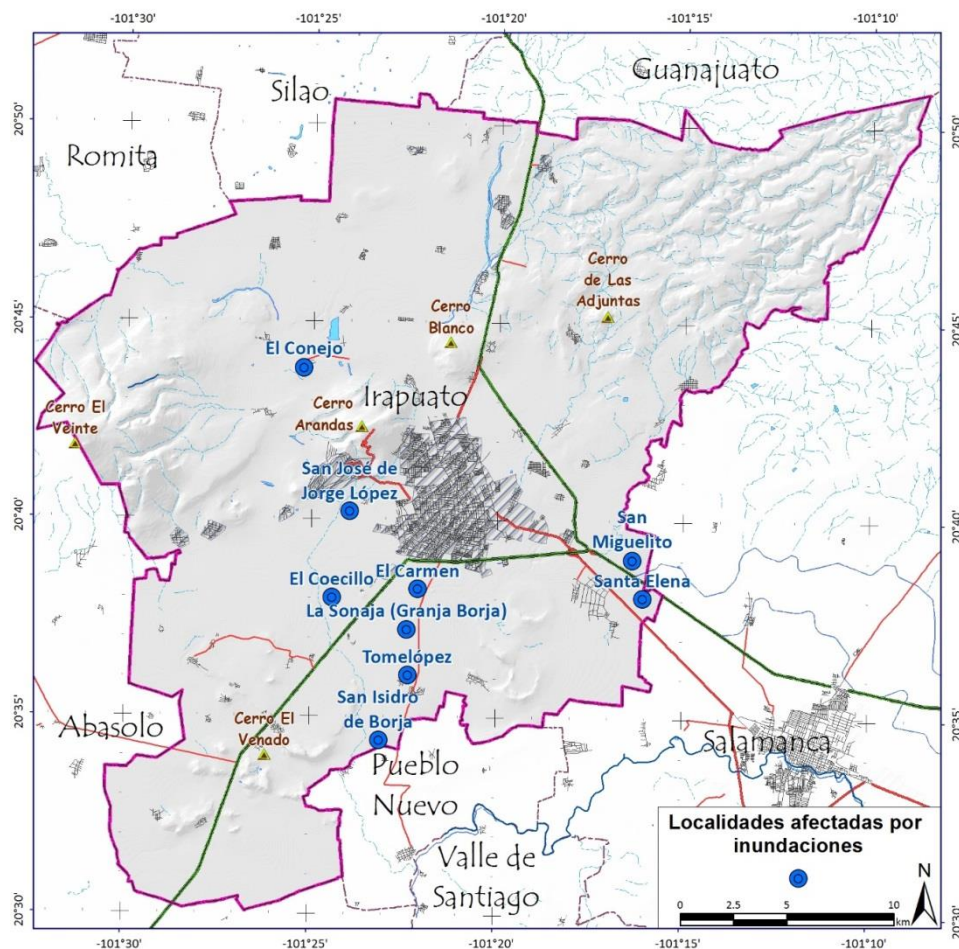 -101°30'
-101°25'
-101°20'
-101°15'
-101°10'
20°50'
20°50'
Guanajuato
Silao
Romita
Cerro
de Las
Adjuntas
20°45'
20°45'
Cerro
Blanco
El Conejo
Irapuato
Cerro El
Veinte
Cerro
Arandas
San José de
Jorge López
20°40'
20°40'
San
Miguelito
El Coecillo
El Carmen
Santa Elena
La Sonaja (Granja Borja)
Tomelópez
San Isidro
de Borja
20°35'
20°35'
Abasolo
Cerro El
Venado
Salamanca
Pueblo
Nuevo
Valle de
Santiago
Localidades afectadas por
inundaciones
N
0 2.5 5 10
km
20°30'
20°30'
-101°30'
-101°25'
-101°20'
-101°15'
-101°10'